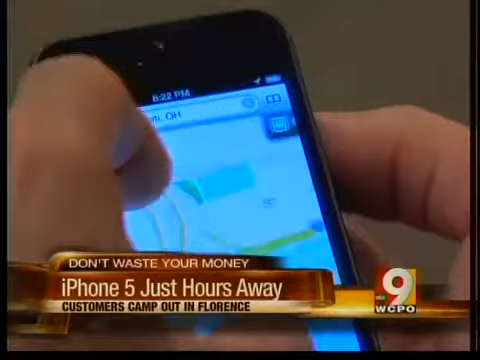 8:22 PM
OH
DON'T WASTE YOUR MONEY
iPhone 5 Just Hours Away
CUSTOMERS CAMP OUT IN FLORENCE
abc
9
WCPO